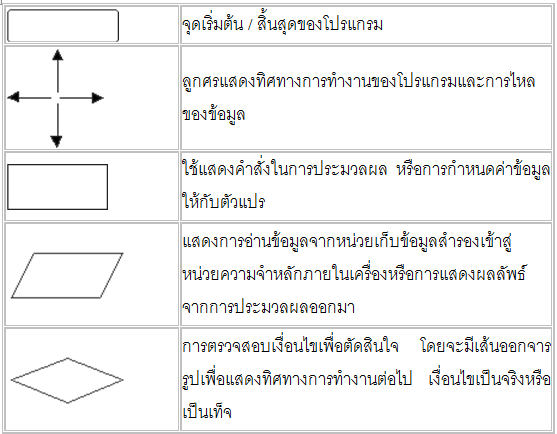 จุดเริ่มต้น / สิ้นสุดของโปรแกรม
ลูกศรแสดงทิศทางการทำงานของโปรแกรมและการไหล
ของข้อมูล
ใช้แสดงคำสั่งในการประมวลผล หรือการกำหนดค่าข้อมูล
ให้กับตัวแปร
แสดงการอ่านข้อมูลจากหน่วยเก็บข้อมูลสำรองเข้าสู่
หน่วยความจำหลักภายในเครื่องหรือการแสดงผลลัพธ์
จากการประมวลผลออกมา
การตรวจสอบเงื่อนไขเพื่อตัดสินใจ โดยจะมีเส้นออกจาร
รูปเพื่อแสดงทิศทางการทำงานต่อไป เงื่อนไขเป็นจริงหรือ
เป็นเท็จ